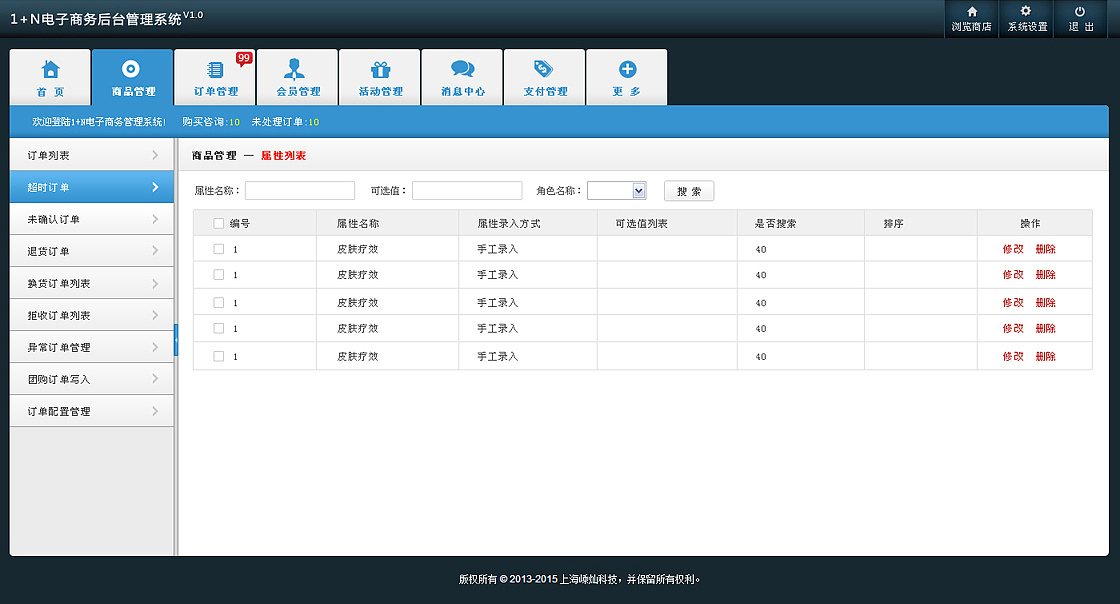 1+N电子商务后台管理系统V1.0
浏览商店 系统设置 退 出
99
首 页 商品管理 订单管理 会员管理 活动管理 消息中心 支付管理 更 多
欢迎登陆1+N电子商务管理系统! 购买咨询:10 未处理订单:10
订单列表
超时订单
未确认订单
退货订单
换货订单列表
拒收订单列表
异常订单管理
团购订单写入
订单配置管理
商品管理 — 属性列表
属性名称: 可选值: 角色名称: 搜 索
编号 属性名称 属性录入方式 可选值列表 是否搜索 排序 操作
1 皮肤疗效 手工录入 40 修改 删除
1 皮肤疗效 手工录入 40 修改 删除
1 皮肤疗效 手工录入 40 修改 删除
1 皮肤疗效 手工录入 40 修改 删除
1 皮肤疗效 手工录入 40 修改 删除
版权所有 © 2013-2015 上海嵊灿科技，并保留所有权利。